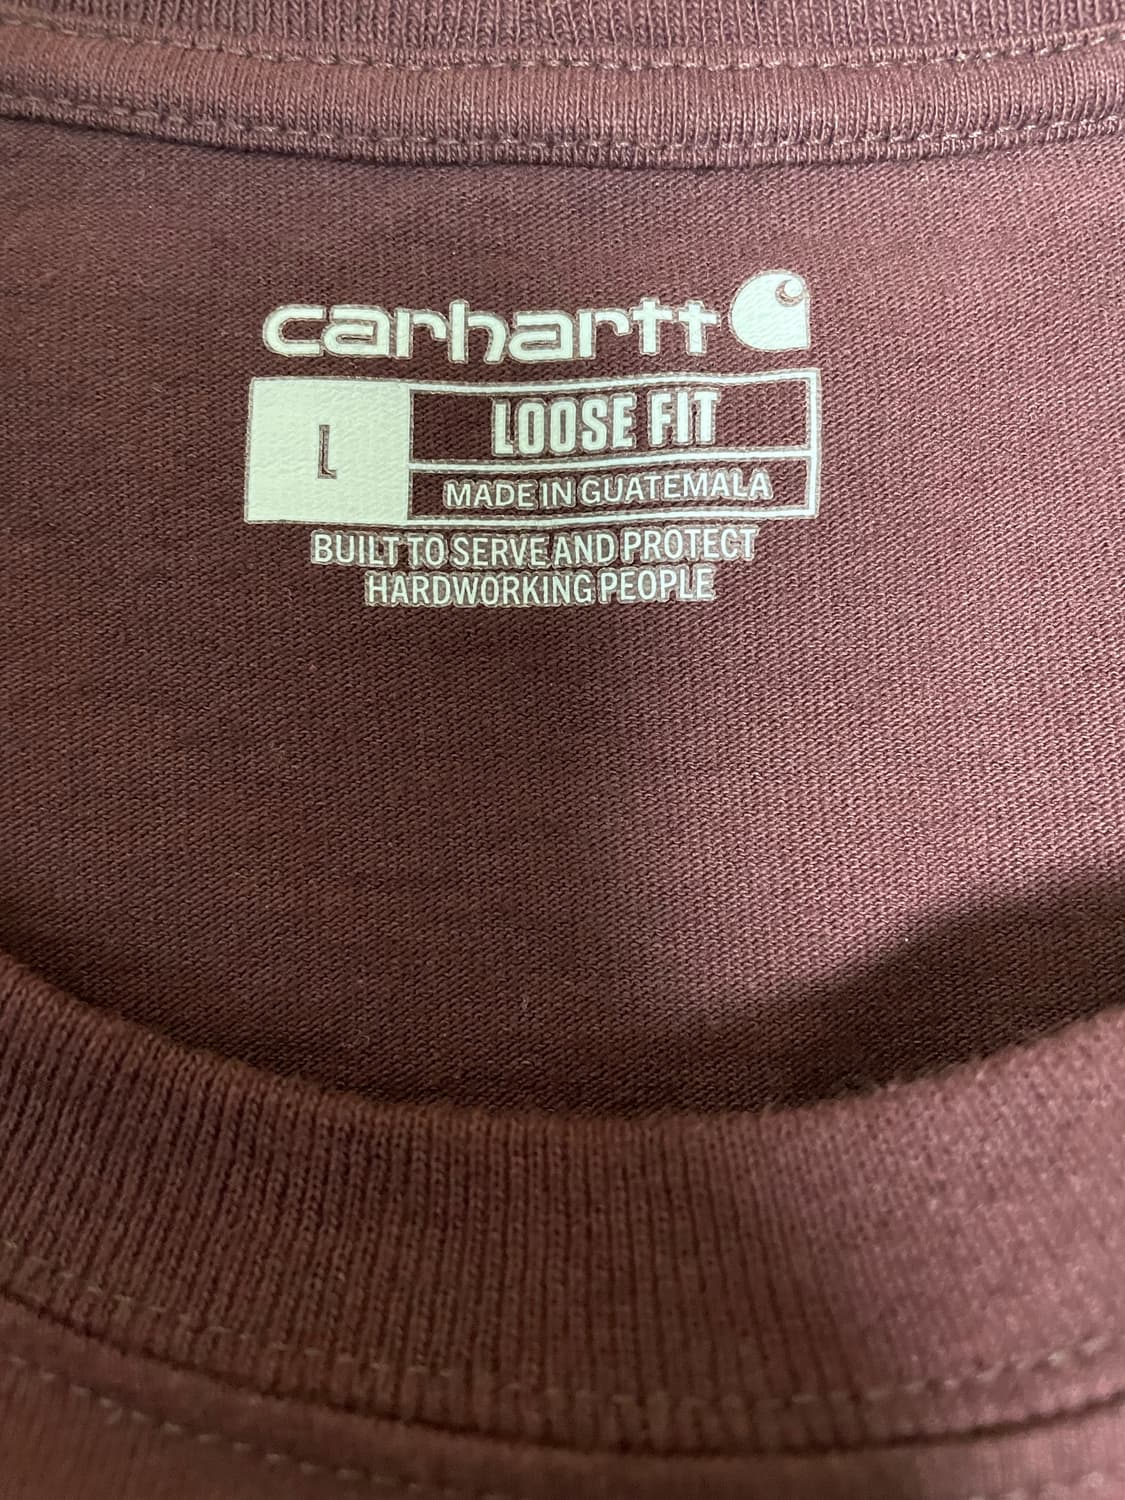 carhartt
L
LOOSE FIT
MADE IN GUATEMALA
BUILT TO SERVE AND PROTECT
HARDWORKING PEOPLE